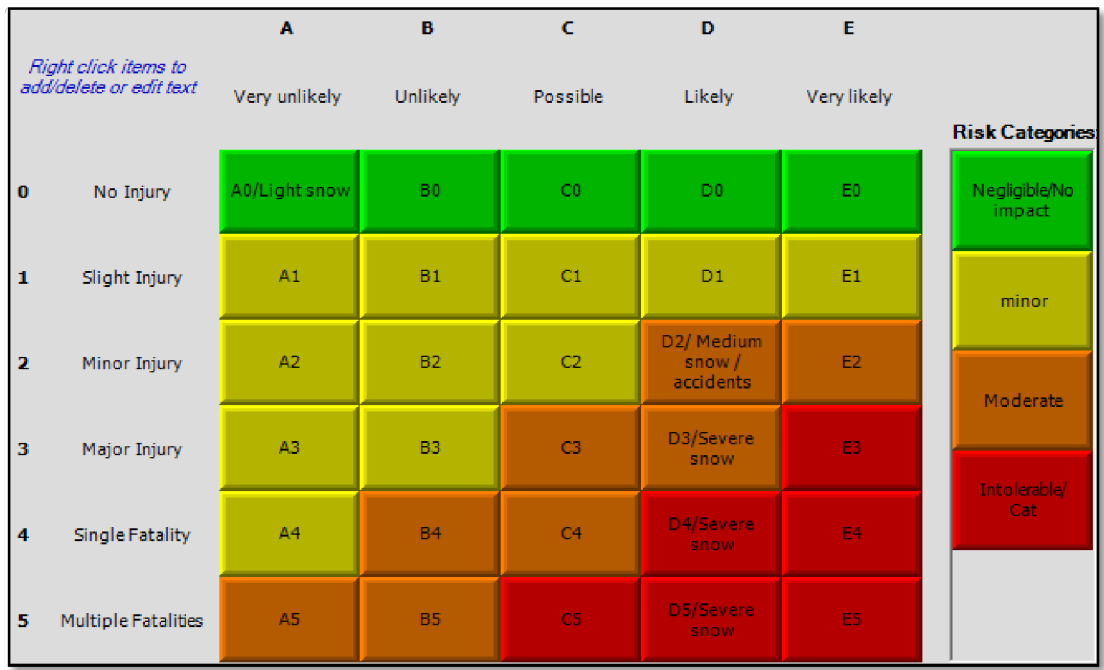 A B C D E
Right click items to
add/delete or edit text
Very unlikely Unlikely Possible Likely Very likely
Risk Categories:
0 No Injury A0/Light snow B0 C0 D0 E0
Negligible/No
impact
1 Slight Injury A1 B1 C1 D1 E1
minor
2 Minor Injury A2 B2 C2 D2/ Medium
snow /
accidents E2
Moderate
3 Major Injury A3 B3 C3 D3/Severe
snow E3
Intolerable/
Cat
4 Single Fatality A4 B4 C4 D4/Severe
snow E4
5 Multiple Fatalities A5 B5 C5 D5/Severe
snow E5